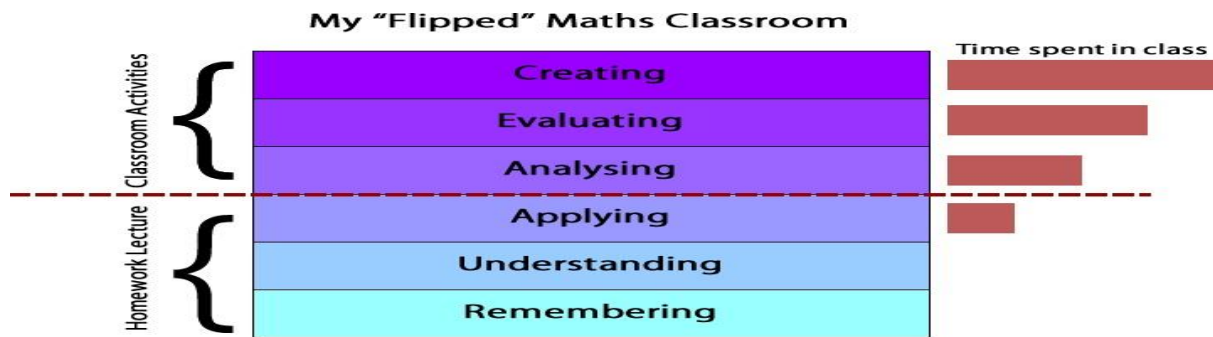 My “Flipped” Maths Classroom
Time spent in class
Classroom Activities
Creating
Evaluating
Analysing
Homework Lecture
Applying
Understanding
Remembering